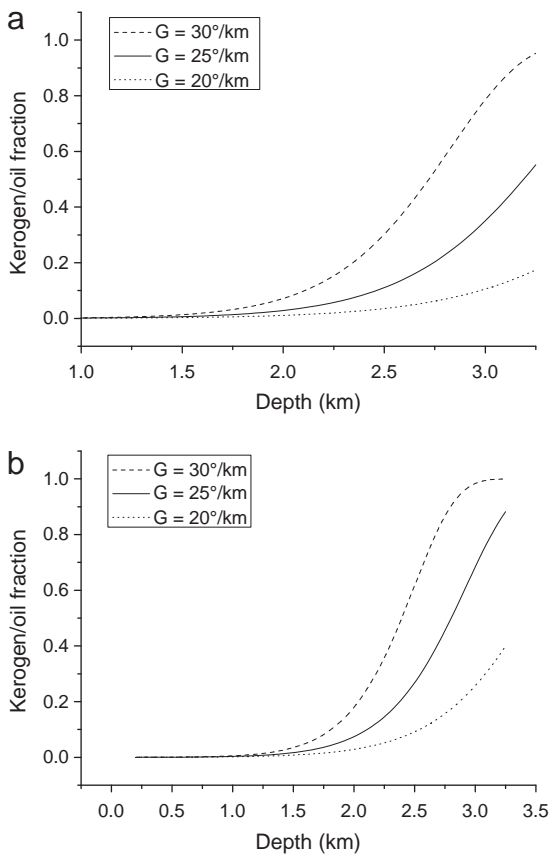 a
G = 30°/km
G = 25°/km
G = 20°/km
1.0
0.8
0.6
0.4
0.2
0.0
Kerogen/oil fraction
1.0 1.5 2.0 2.5 3.0
Depth (km)
b
G = 30°/km
G = 25°/km
G = 20°/km
1.0
0.8
0.6
0.4
0.2
0.0
Kerogen/oil fraction
0.0 0.5 1.0 1.5 2.0 2.5 3.0 3.5
Depth (km)